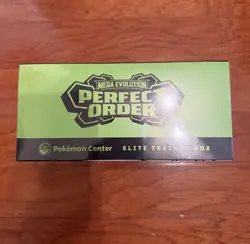 MEGA EVOLUTION
PERFECT
ORDER
Pokémon Center ELITE TRAINER BOX